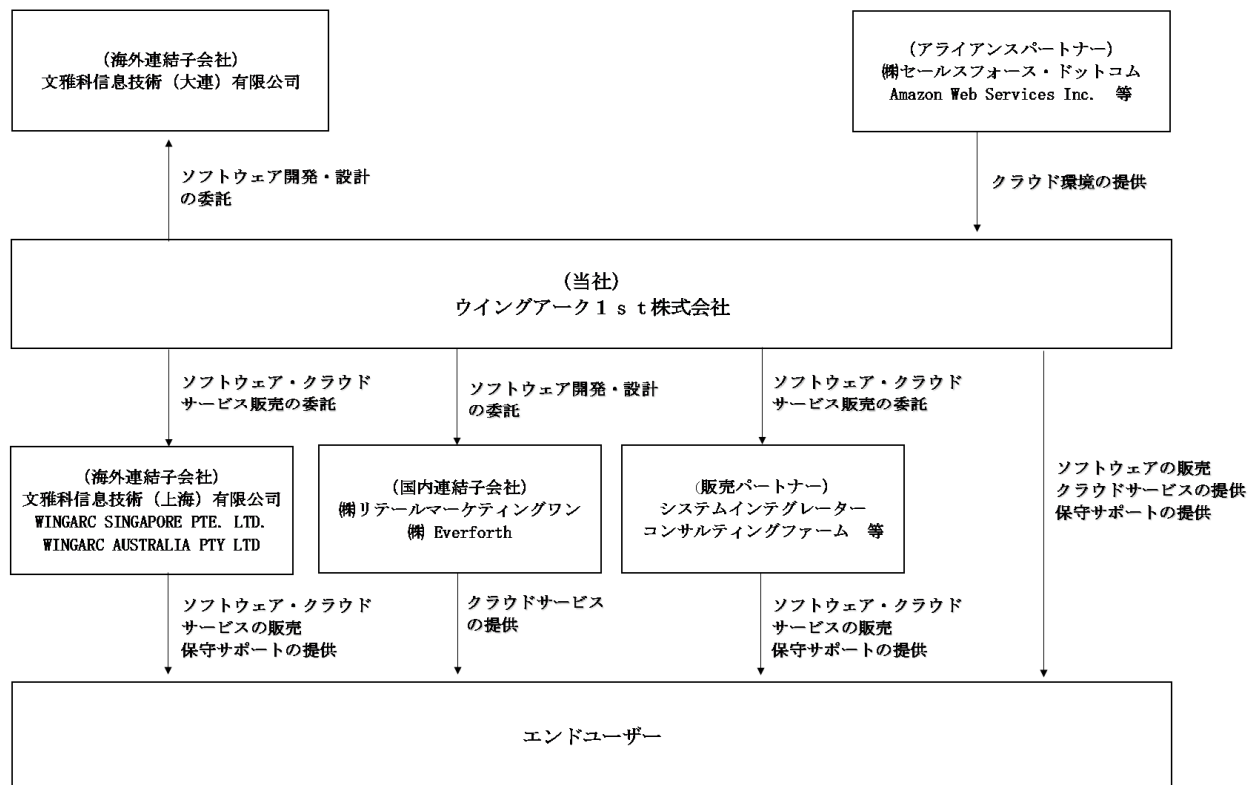 (海外連結子会社)
文雅科信息技術（大連）有限公司
(アライアンスパートナー)
㈱セールスフォース・ドットコム
Amazon Web Services Inc.　等
ソフトウェア開発・設計
の委託
クラウド環境の提供
(当社)
ウイングアーク１ｓｔ株式会社
ソフトウェア・クラウド
サービス販売の委託
ソフトウェア開発・設計
の委託
ソフトウェア・クラウド
サービス販売の委託
(海外連結子会社)
文雅科信息技術（上海）有限公司
WINGARC SINGAPORE PTE. LTD.
WINGARC AUSTRALIA PTY LTD
(国内連結子会社)
㈱リテールマーケティングワン
㈱ Everforth
(販売パートナー)
システムインテグレーター
コンサルティングファーム　等
ソフトウェアの販売
クラウドサービスの提供
保守サポートの提供
ソフトウェア・クラウド
サービスの販売
保守サポートの提供
クラウドサービス
の提供
ソフトウェア・クラウド
サービスの販売
保守サポートの提供
エンドユーザー